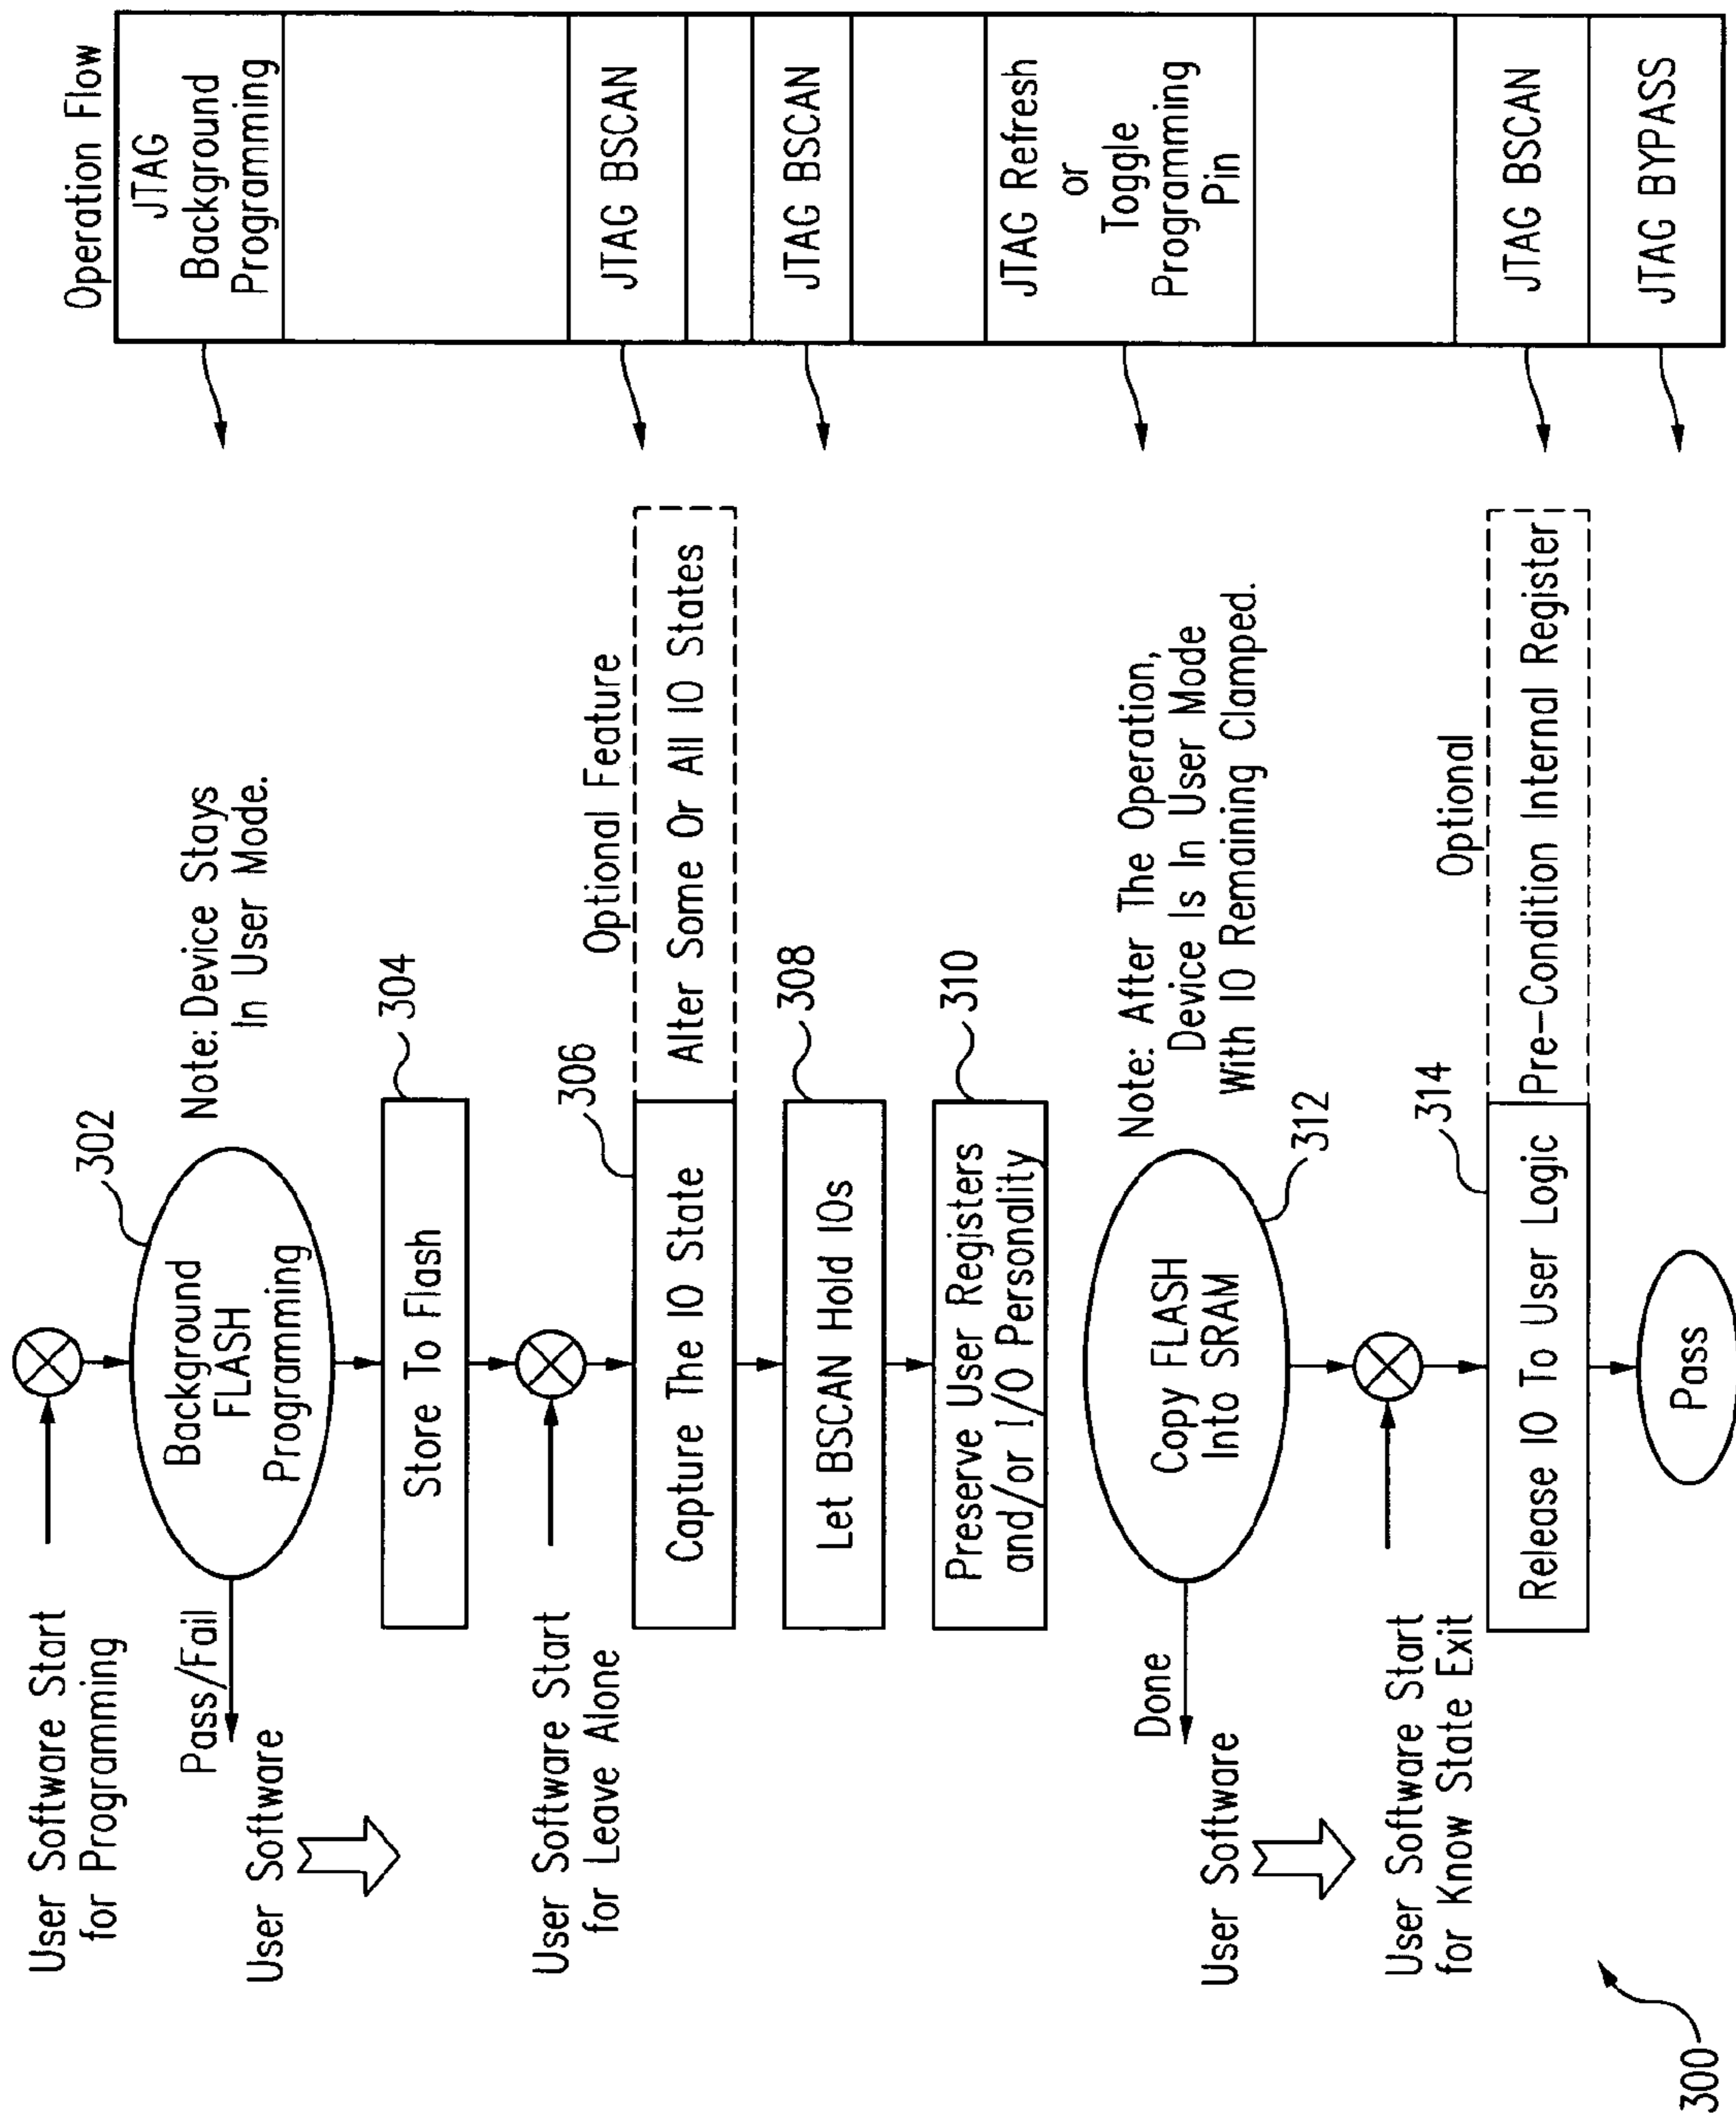 User Software Start
for Programming
302
Note: Device Stays
In User Mode.
Background
FLASH
Programming
Pass/Fail
User Software
304
Store To Flash
User Software Start
for Leave Alone
306
Optional Feature
Capture The IO State
Alter Some Or All IO States
308
Let BSCAN Hold IOs
310
Preserve User Registers
and/or I/O Personality
Note: After The Operation,
Device Is In User Mode
With IO Remaining Clamped.
Copy FLASH
Into SRAM
312
Done
User Software
User Software Start
for Know State Exit
314
Optional
Release IO To User Logic
Pre-Condition Internal Register
Pass
300
Operation Flow
JTAG
Background
Programming
JTAG BSCAN
JTAG BSCAN
JTAG Refresh
or
Toggle
Programming
Pin
JTAG BSCAN
JTAG BYPASS